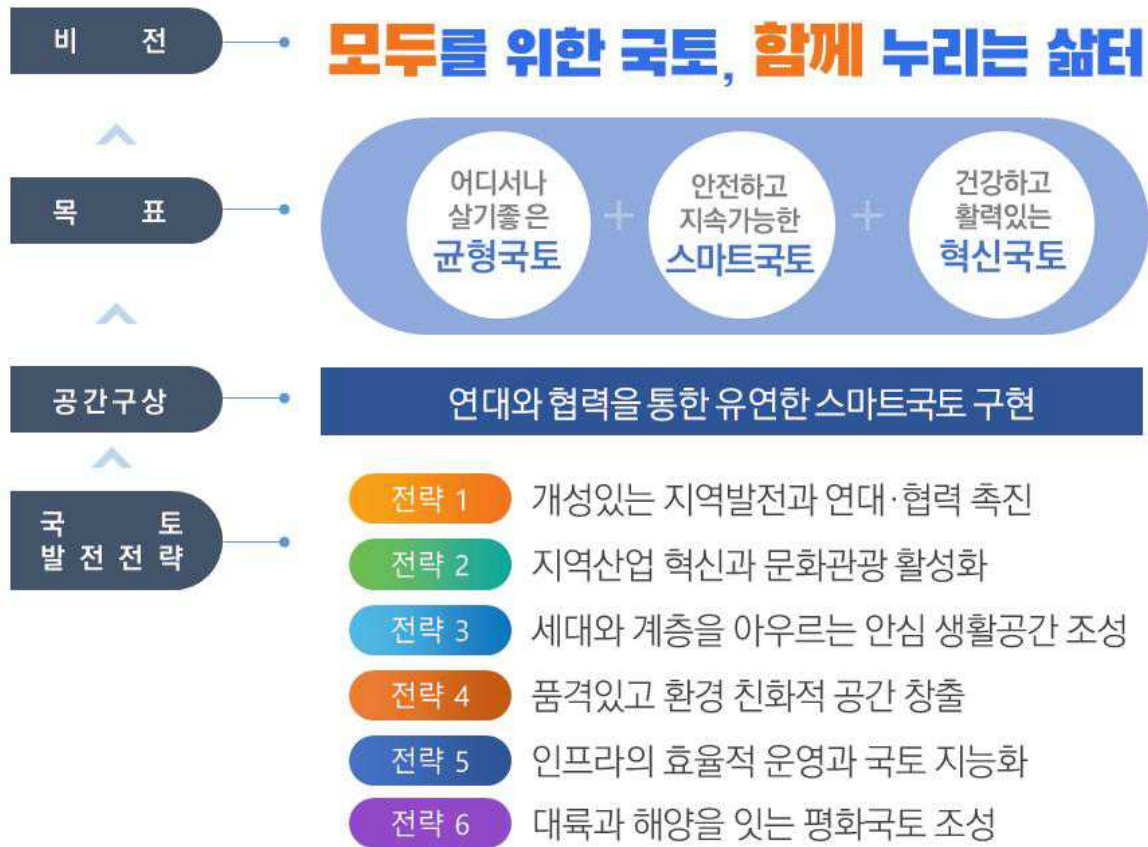 비 전
모두를 위한 국토, 함께 누리는 삶터
목 표
어디서나
살기좋은
균형국토
+
안전하고
지속가능한
스마트국토
+
건강하고
활력있는
혁신국토
공간구상
연대와 협력을 통한 유연한 스마트국토 구현
국 토
발전전략
전략 1 개성있는 지역발전과 연대·협력 촉진
전략 2 지역산업 혁신과 문화관광 활성화
전략 3 세대와 계층을 아우르는 안심 생활공간 조성
전략 4 품격있고 환경 친화적 공간 창출
전략 5 인프라의 효율적 운영과 국토 지능화
전략 6 대륙과 해양을 잇는 평화국토 조성